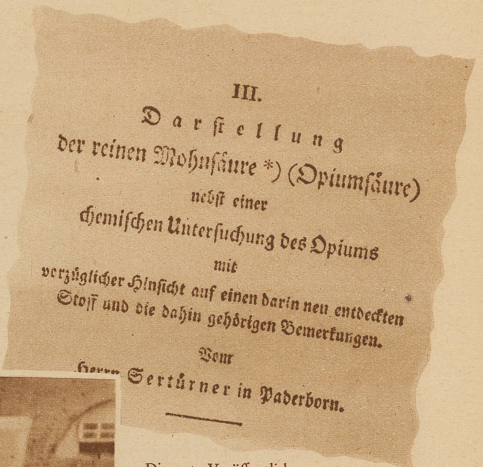 III.
Darstellung
der reinen Mohnsäure *) (Opiumsäure)
nebst einer
chemischen Untersuchung des Opiums
mit
vorzüglicher Hinsicht auf einen darin neu entdeckten
Stoff und die dahin gehörigen Bemerkungen.
Vom
Herrn Sertürner in Paderborn.